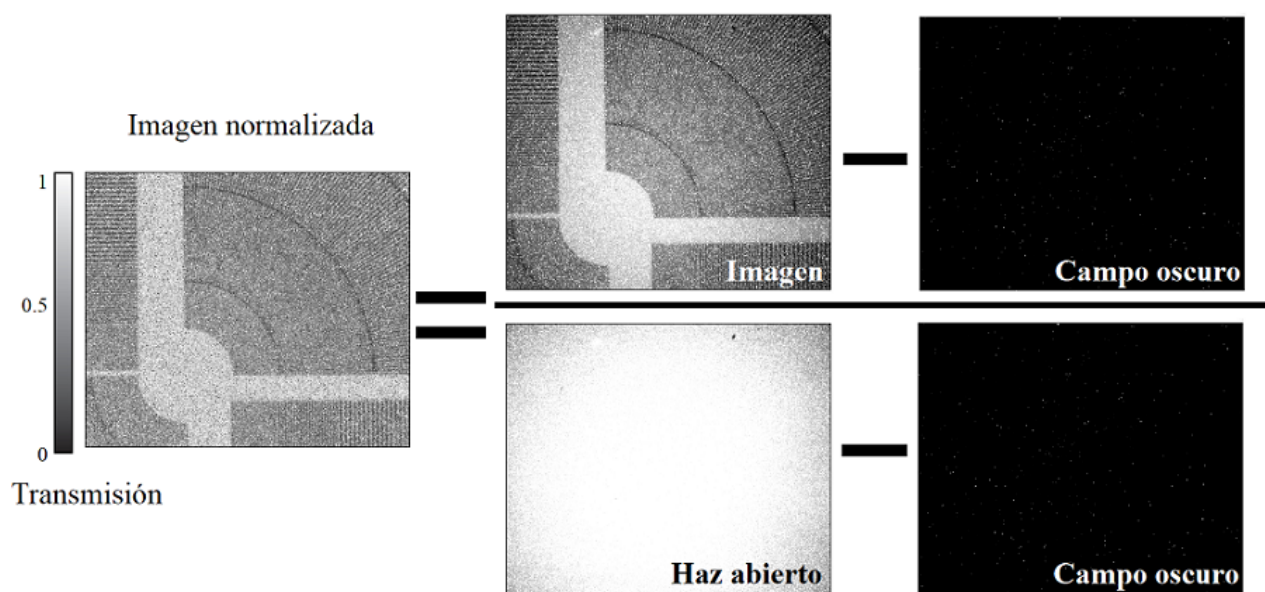 Imagen normalizada
1
0.5
0
Transmisión
Imagen
Campo oscuro
Haz abierto
Campo oscuro